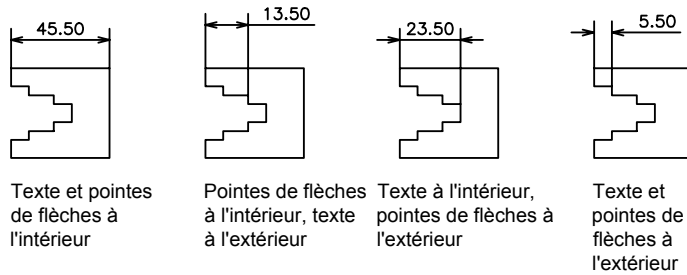 45.50
13.50
23.50
5.50
Texte et pointes
de flèches à
l'intérieur
Pointes de flèches
à l'intérieur, texte
à l'extérieur
Texte à l'intérieur,
pointes de flèches à
l'extérieur
Texte et
pointes de
flèches à
l'extérieur